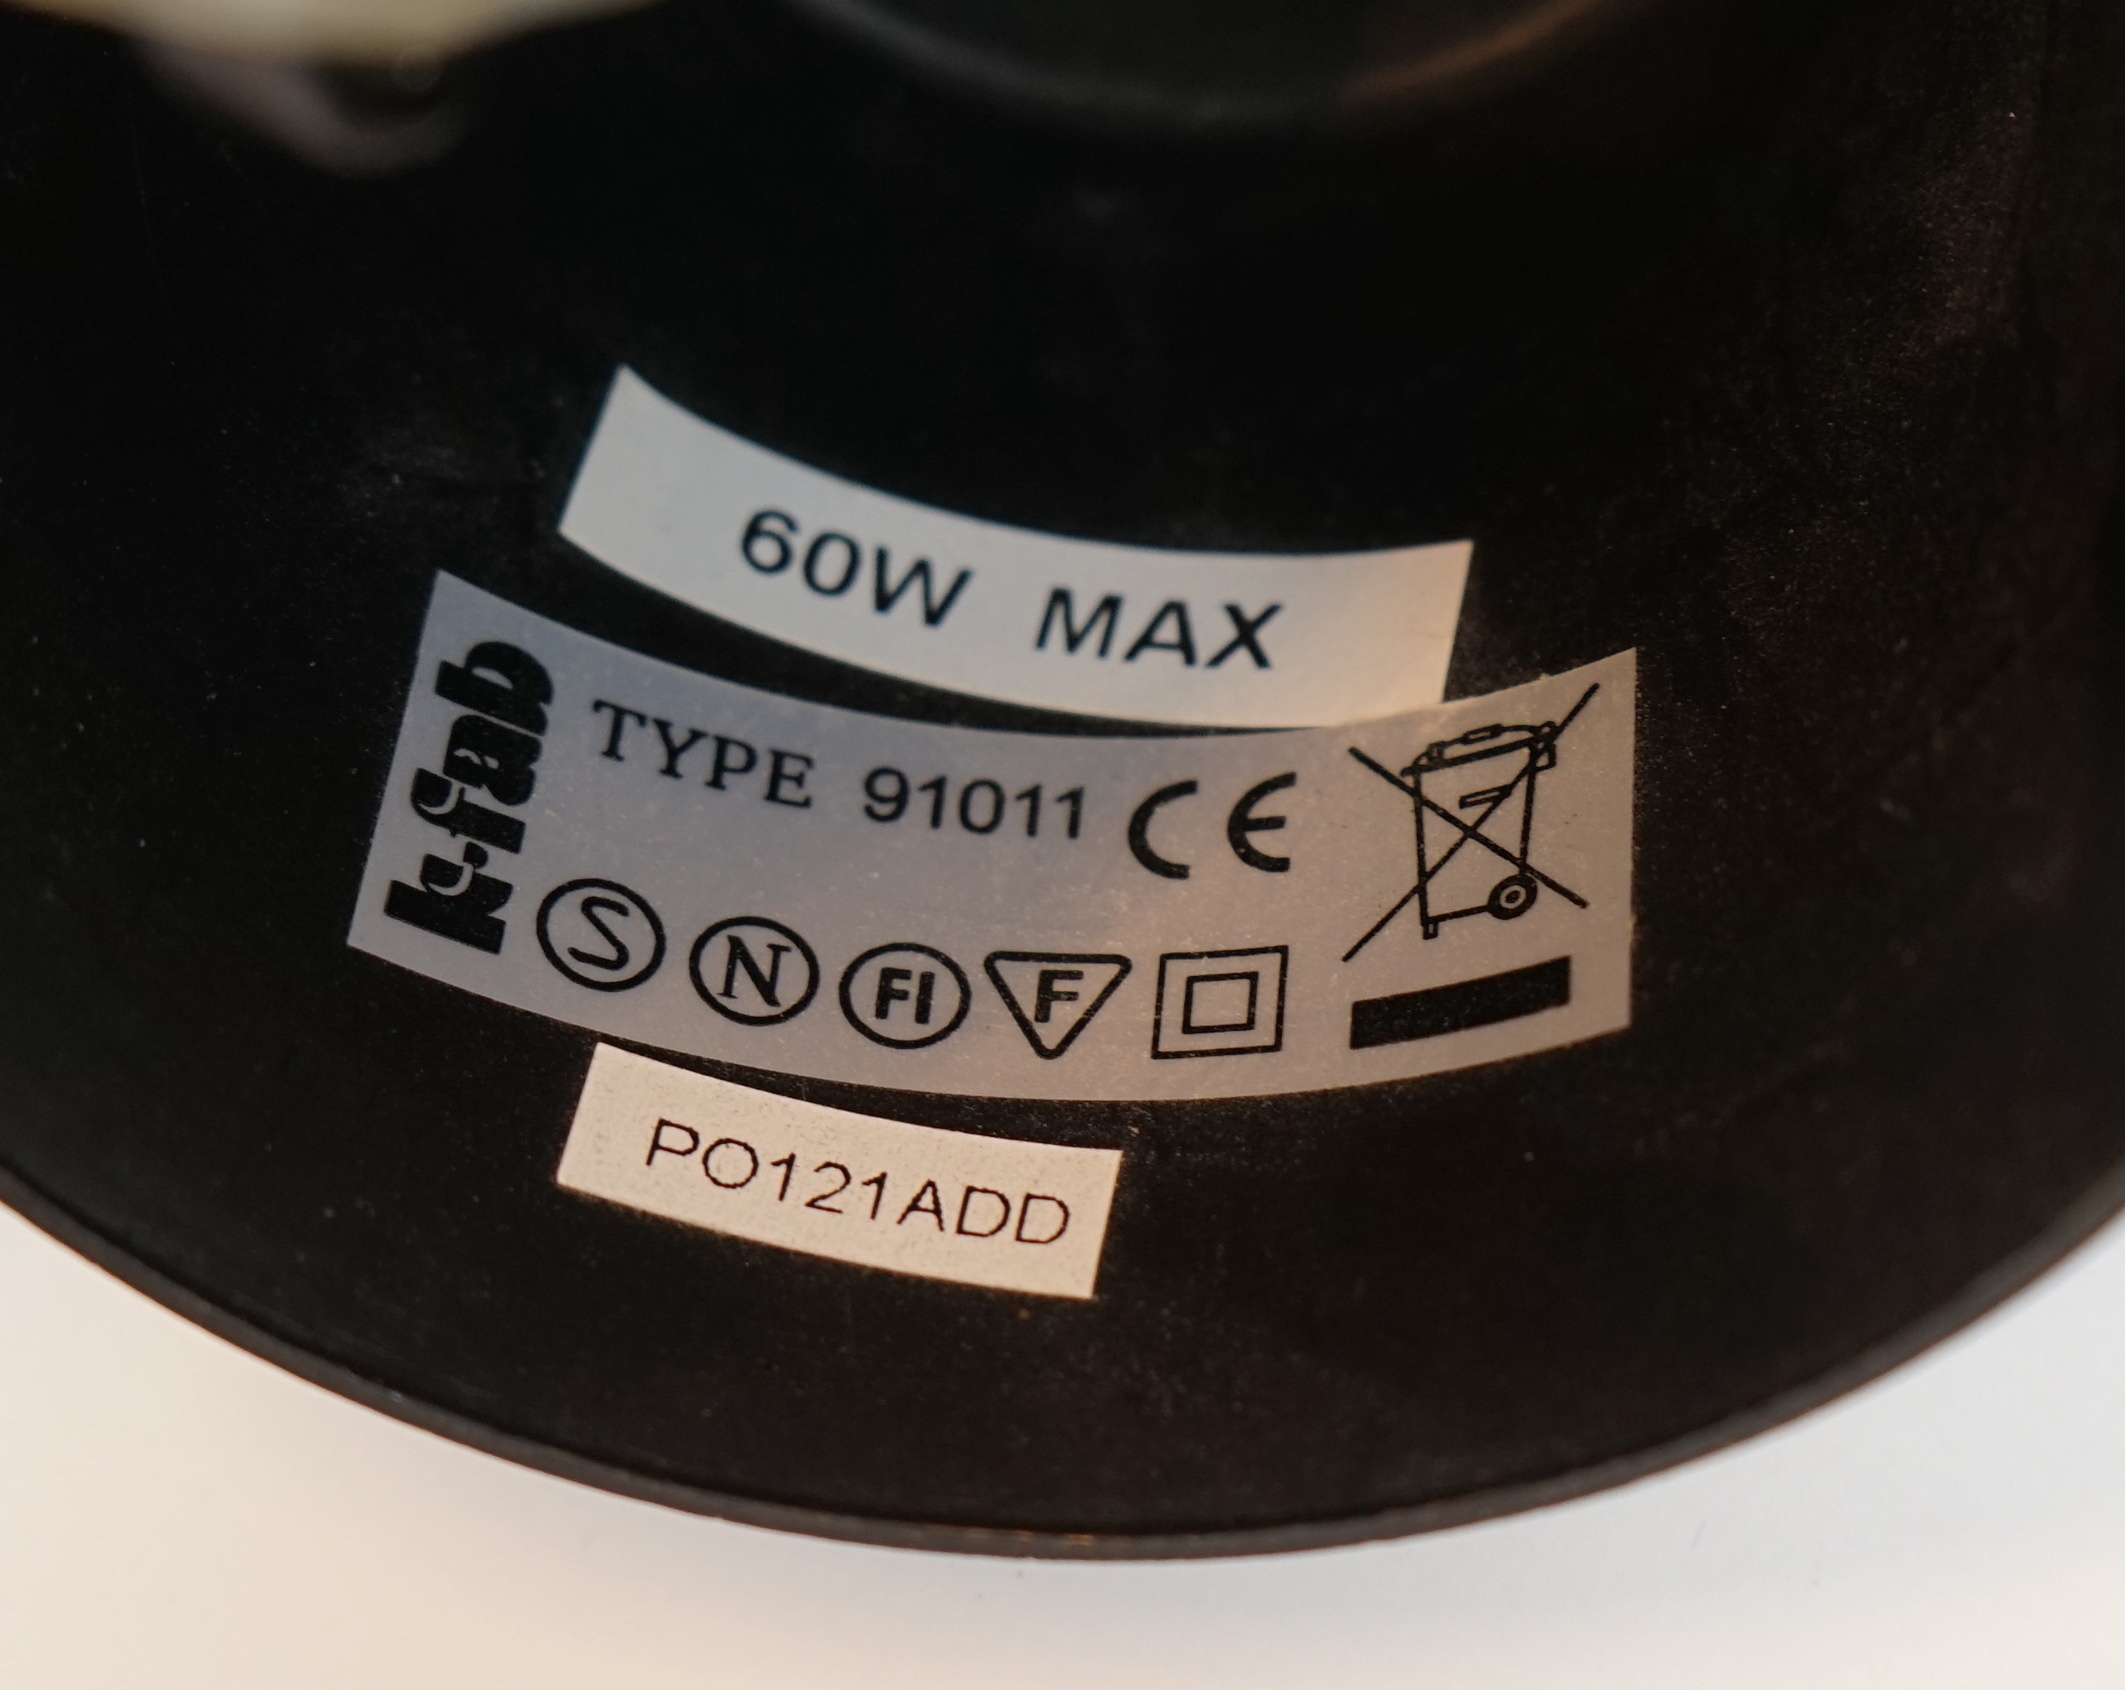 60W MAX
k-fab
TYPE 91011 CE
S N FI F
PO121ADD